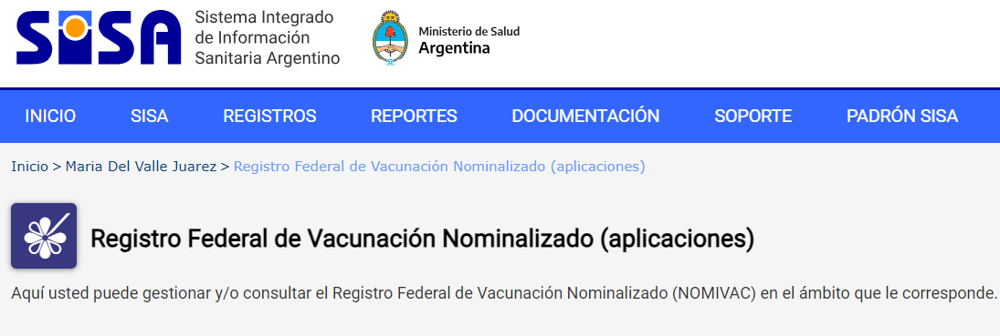 SISA
Sistema Integrado
de Información
Sanitaria Argentino
Ministerio de Salud
Argentina
INICIO SISA REGISTROS REPORTES DOCUMENTACIÓN SOPORTE PADRÓN SISA
Inicio > Maria Del Valle Juarez > Registro Federal de Vacunación Nominalizado (aplicaciones)
Registro Federal de Vacunación Nominalizado (aplicaciones)
Aquí usted puede gestionar y/o consultar el Registro Federal de Vacunación Nominalizado (NOMIVAC) en el ámbito que le corresponde.